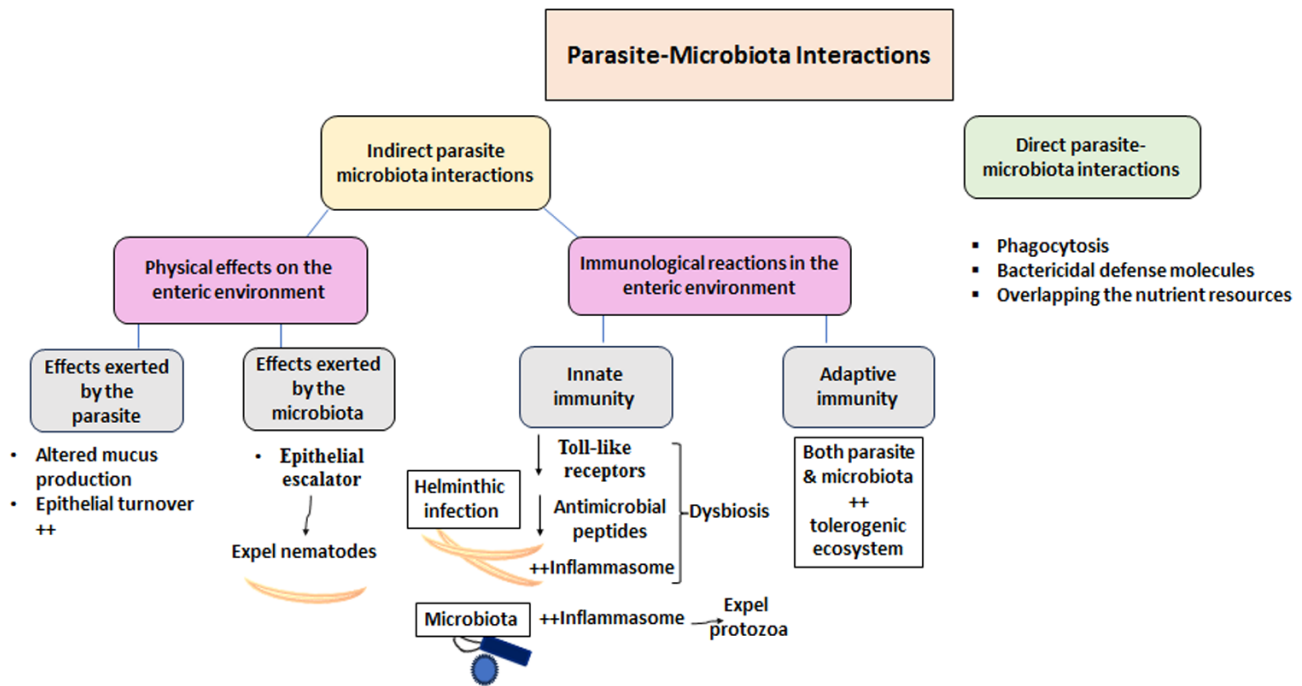 Parasite-Microbiota Interactions
Indirect parasite
microbiota interactions
Direct parasite-
microbiota interactions
▪ Phagocytosis
▪ Bactericidal defense molecules
▪ Overlapping the nutrient resources
Physical effects on the
enteric environment
Immunological reactions in the
enteric environment
Effects exerted
by the
parasite
Effects exerted
by the
microbiota
Innate
immunity
Adaptive
immunity
• Altered mucus
production
• Epithelial turnover
++
• Epithelial
escalator
Expel nematodes
Helminthic
infection
Toll-like
receptors
Antimicrobial
peptides
++Inflammasome
Dysbiosis
Both parasite
& microbiota
++
tolerogenic
ecosystem
Microbiota
++Inflammasome
Expel
protozoa